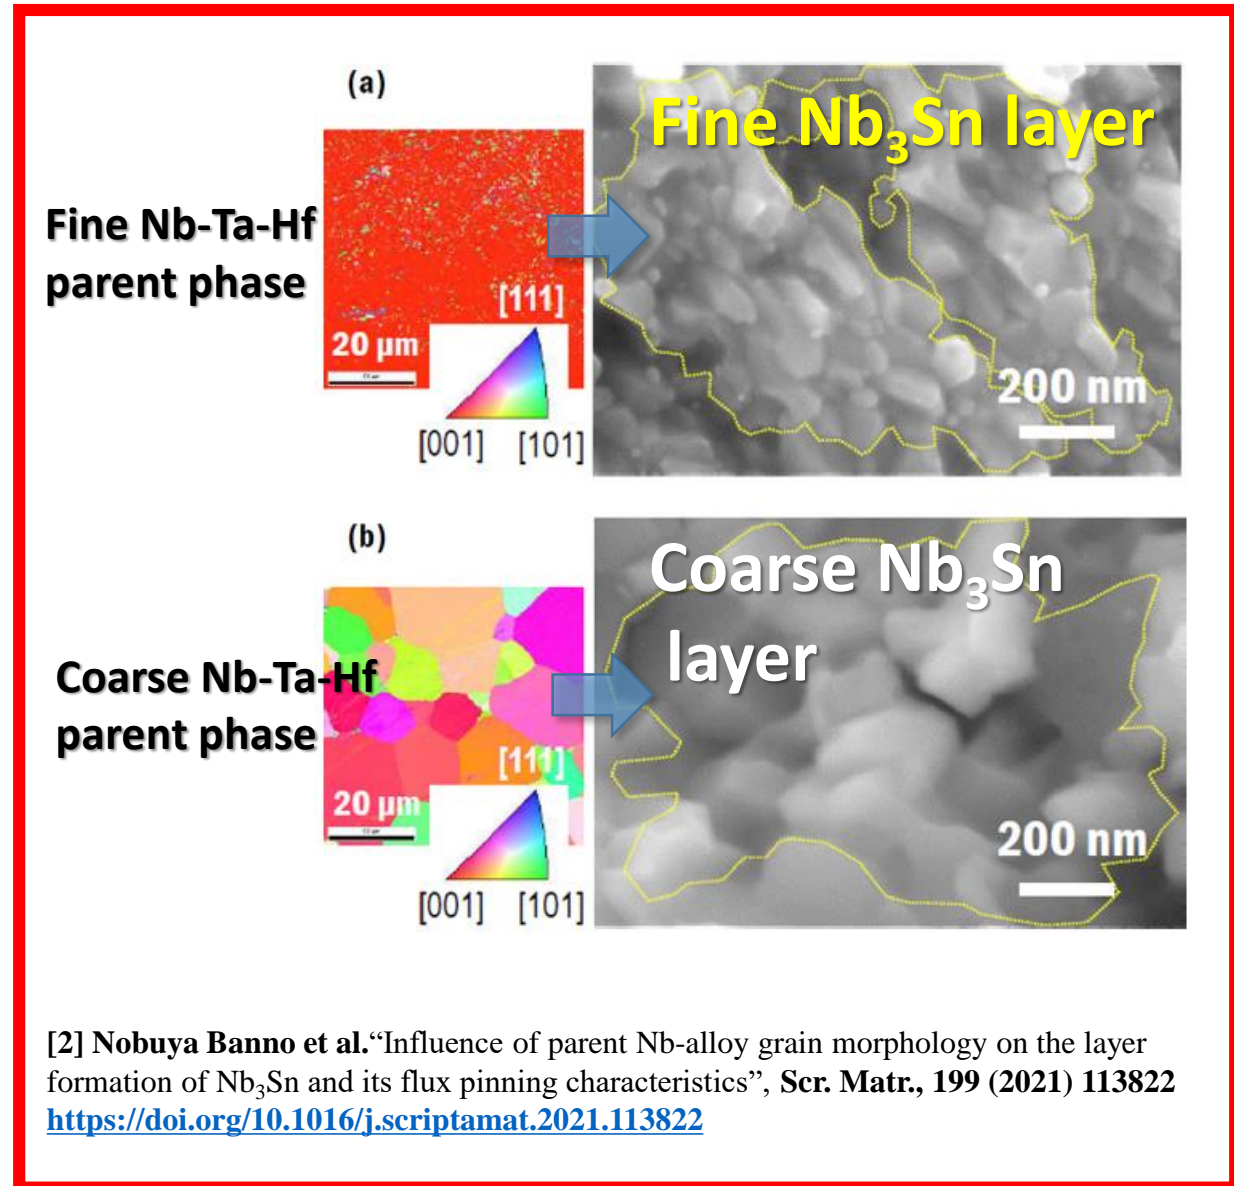 (a)
Fine Nb₃Sn layer
Fine Nb-Ta-Hf
parent phase
[111]
20 µm
[001] [101]
200 nm
(b)
Coarse Nb₃Sn
layer
Coarse Nb-Ta-Hf
parent phase
[111]
20 µm
[001] [101]
200 nm
[2] Nobuya Banno et al.“Influence of parent Nb-alloy grain morphology on the layer
formation of Nb₃Sn and its flux pinning characteristics”, Scr. Matr., 199 (2021) 113822
https://doi.org/10.1016/j.scriptamat.2021.113822